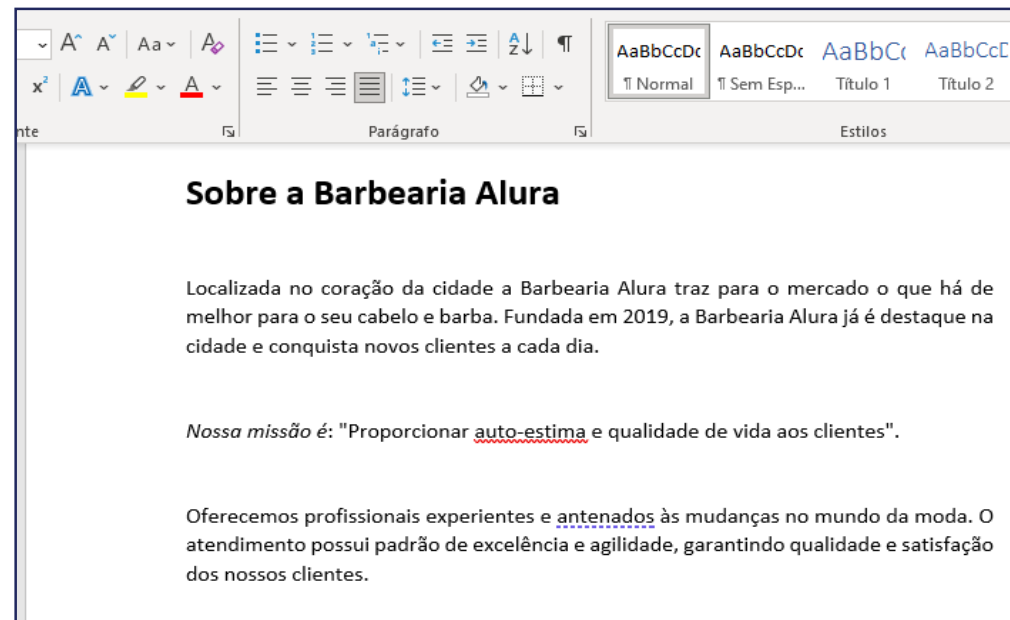 A A Aa A A Z
x² A A
AaBbCcDc AaBbCcDc AaBbC AaBbCcD
¶ Normal ¶ Sem Esp... Título 1 Título 2
nte Parágrafo Estilos
Sobre a Barbearia Alura
Localizada no coração da cidade a Barbearia Alura traz para o mercado o que há de
melhor para o seu cabelo e barba. Fundada em 2019, a Barbearia Alura já é destaque na
cidade e conquista novos clientes a cada dia.
Nossa missão é: "Proporcionar auto-estima e qualidade de vida aos clientes".
Oferecemos profissionais experientes e antenados às mudanças no mundo da moda. O
atendimento possui padrão de excelência e agilidade, garantindo qualidade e satisfação
dos nossos clientes.